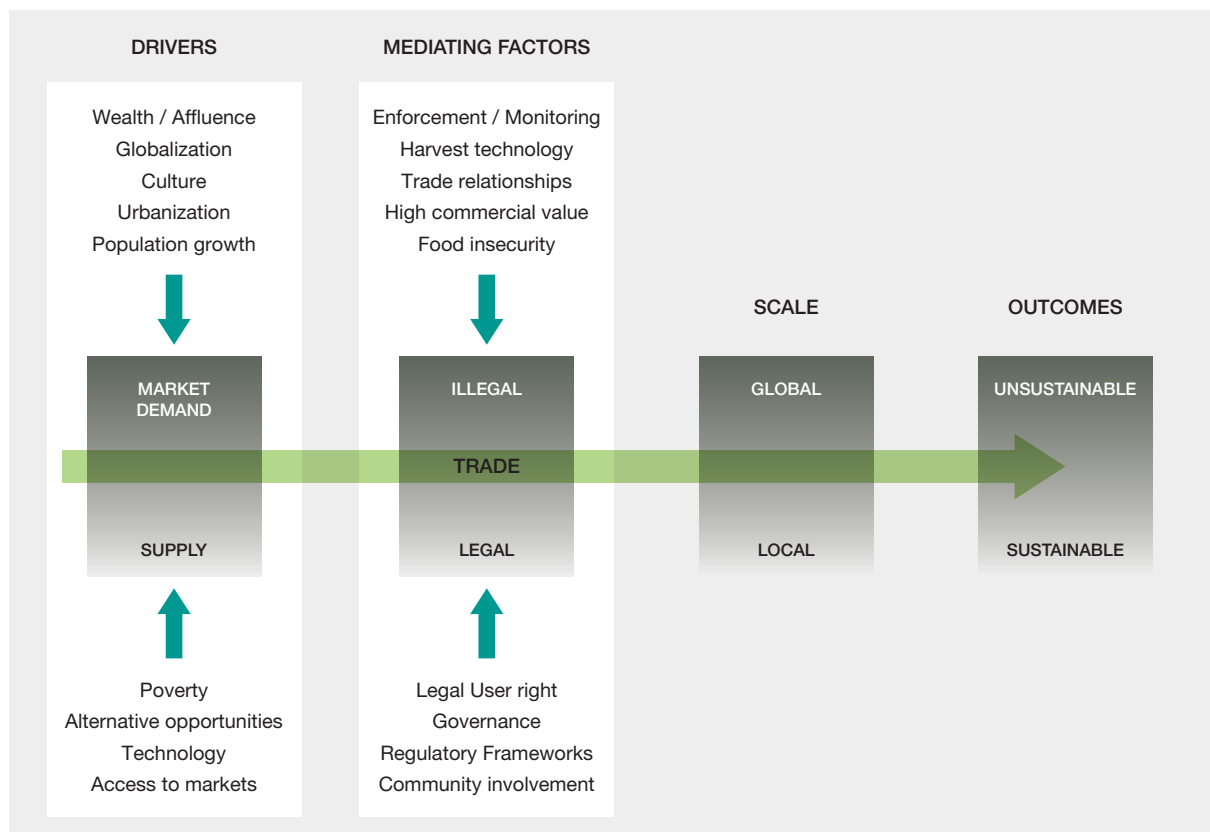 DRIVERS
Wealth / Affluence
Globalization
Culture
Urbanization
Population growth
MARKET
DEMAND
SUPPLY
Poverty
Alternative opportunities
Technology
Access to markets
MEDIATING FACTORS
Enforcement / Monitoring
Harvest technology
Trade relationships
High commercial value
Food insecurity
ILLEGAL
TRADE
LEGAL
Legal User right
Governance
Regulatory Frameworks
Community involvement
SCALE
GLOBAL
LOCAL
OUTCOMES
UNSUSTAINABLE
SUSTAINABLE